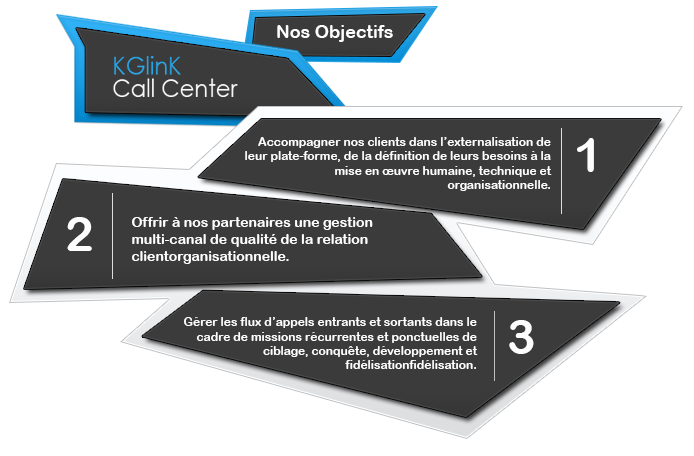 Nos Objectifs
KGlinK
Call Center
Accompagner nos clients dans l'externalisation de
leur plate-forme, de la définition de leurs besoins à la
mise en œuvre humaine, technique et
organisationnelle.
1
2
Offrir à nos partenaires une gestion
multi-canal de qualité de la relation
clientorganisationnelle.
Gérer les flux d'appels entrants et sortants dans le
cadre de missions récurrentes et ponctuelles de
ciblage, conquête, développement et
fidélisationfidélisation.
3